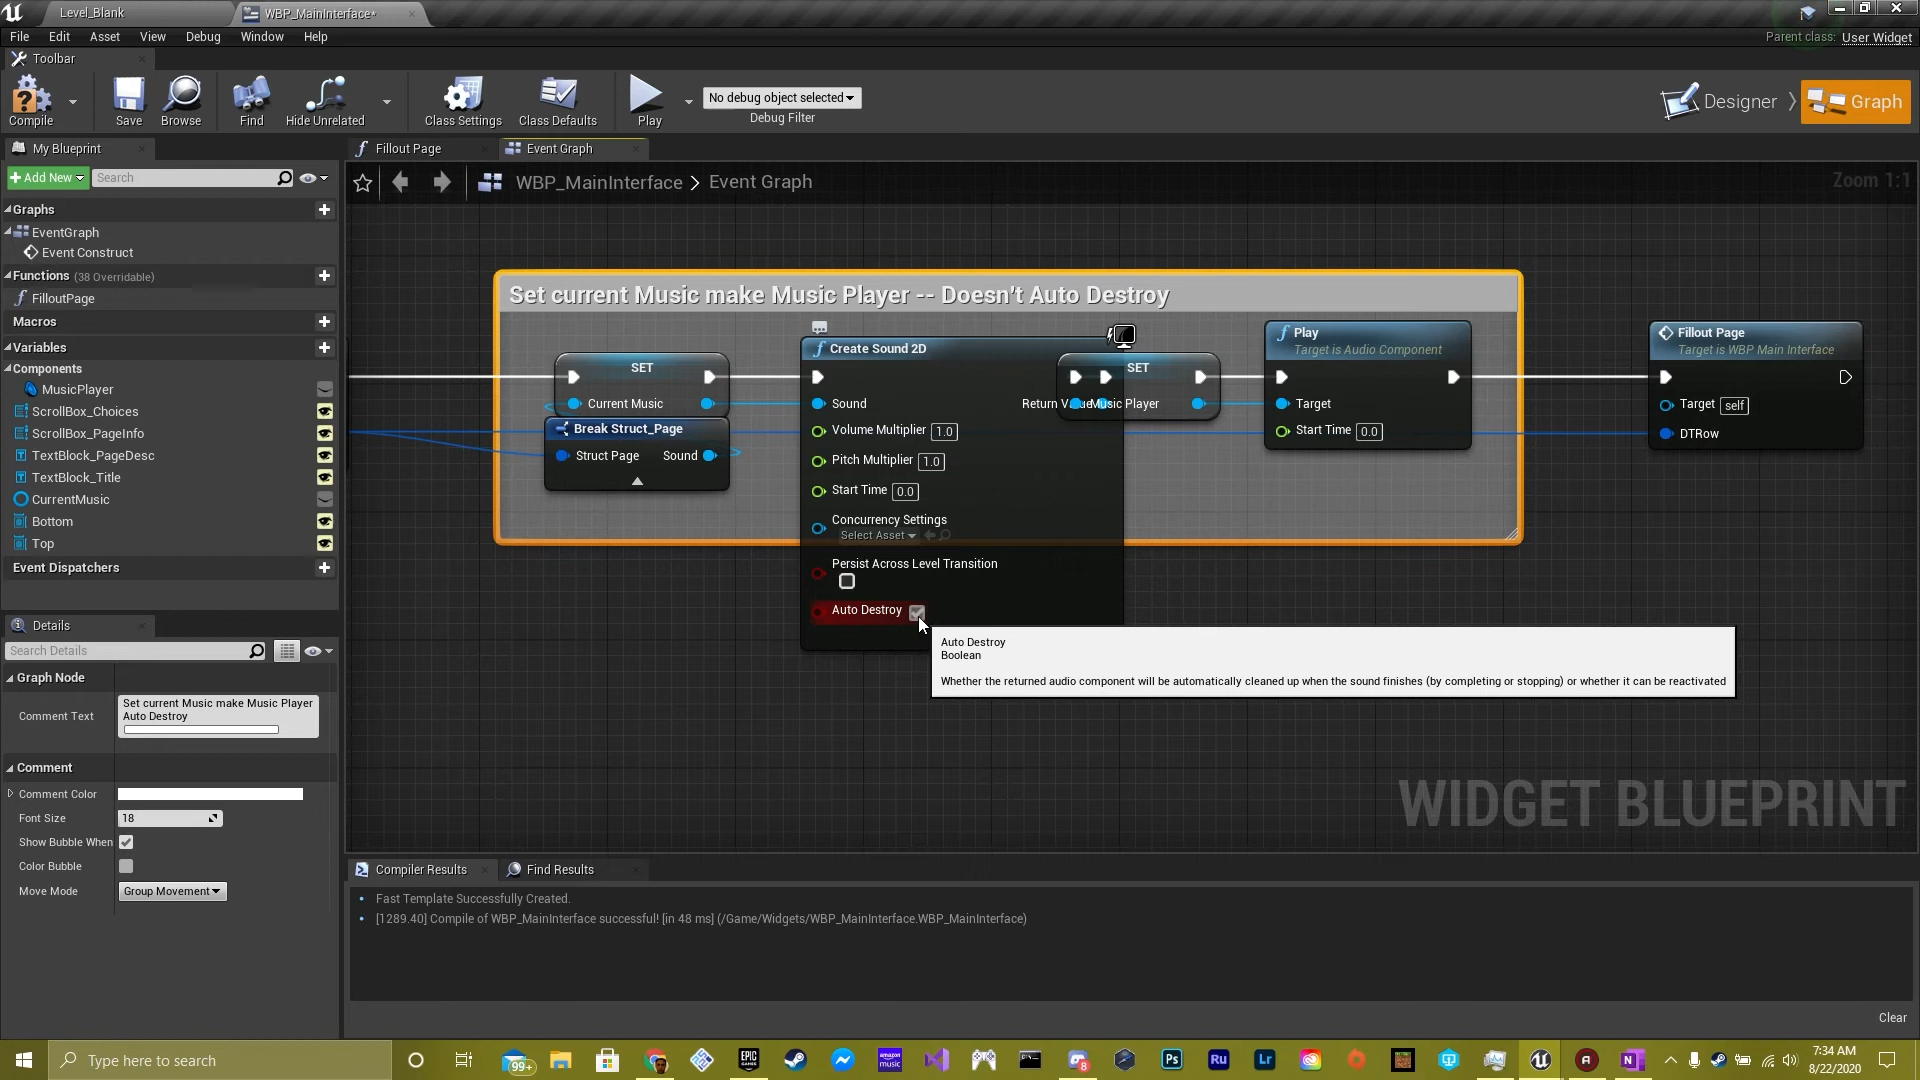 Level_Blank
WBP_MainInterface*
File Edit Asset View Debug Window Help
Parent class: User Widget
Toolbar
Compile
Save
Browse
Find
Hide Unrelated
Class Settings
Class Defaults
Play
No debug object selected
Debug Filter
Designer
Graph
My Blueprint
Fillout Page
Event Graph
Add New
Search
WBP_MainInterface > Event Graph
Zoom 1:1
Graphs
EventGraph
Event Construct
Functions (38 Overridable)
FilloutPage
Macros
Variables
Components
MusicPlayer
ScrollBox_Choices
ScrollBox_PageInfo
TextBlock_PageDesc
TextBlock_Title
CurrentMusic
Bottom
Top
Event Dispatchers
Set current Music make Music Player -- Doesn't Auto Destroy
SET
Current Music
Break Struct_Page
Struct Page Sound
Create Sound 2D
Sound
Return Value
Volume Multiplier 1.0
Pitch Multiplier 1.0
Start Time 0.0
Concurrency Settings
Select Asset
Persist Across Level Transition
Auto Destroy
SET
Music Player
Play
Target is Audio Component
Target
Start Time 0.0
Fillout Page
Target is WBP Main Interface
Target self
DTRow
Auto Destroy
Boolean
Whether the returned audio component will be automatically cleaned up when the sound finishes (by completing or stopping) or whether it can be reactivated
WIDGET BLUEPRINT
Details
Search Details
Graph Node
Comment Text
Set current Music make Music Player
Auto Destroy
Comment
Comment Color
Font Size 18
Show Bubble When
Color Bubble
Move Mode Group Movement
Compiler Results
Find Results
Fast Template Successfully Created.
[1289.40] Compile of WBP_MainInterface successful! [in 48 ms] (/Game/Widgets/WBP_MainInterface.WBP_MainInterface)
Clear
Type here to search
99+
EPIC GAMES
amazon music
8
Ps
Ru
Lr
7:34 AM
8/22/2020